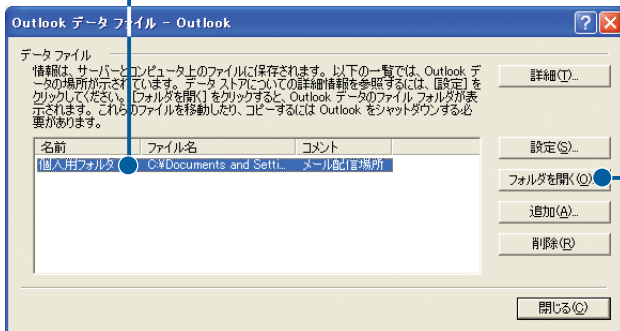 Outlook データ ファイル - Outlook
データ ファイル
情報は、サーバーとコンピュータ上のファイルに保存されます。以下の一覧では、Outlook デ
ータの場所が示されています。データ ストアについての詳細情報を参照するには、[設定] を
クリックしてください。[フォルダを開く] をクリックすると、Outlook データのファイル フォルダが表
示されます。これらのファイルを移動したり、コピーするには Outlook をシャットダウンする必
要があります。
詳細(T)...
名前 ファイル名 コメント
個人用フォルダ C:¥Documents and Setti... メール配信場所
設定(S)...
フォルダを開く(O)...
追加(A)...
削除(R)
閉じる(C)